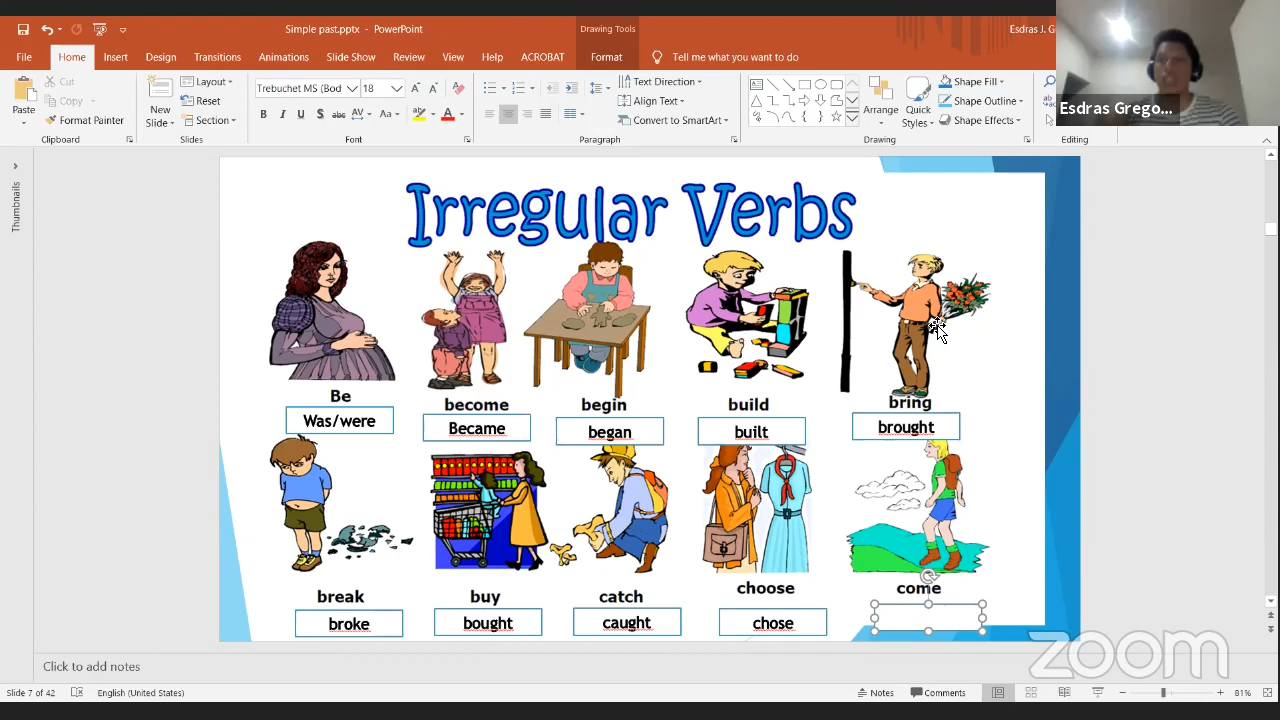 Simple past.pptx - PowerPoint
Drawing Tools
Esdras J. G
File
Home
Insert
Design
Transitions
Animations
Slide Show
Review
View
Help
ACROBAT
Format
Tell me what you want to do
Paste
Cut
Copy
Format Painter
Clipboard
New Slide
Layout
Reset
Section
Slides
Trebuchet MS (Bod
18
Font
Text Direction
Align Text
Convert to SmartArt
Paragraph
Arrange
Quick Styles
Shape Fill
Shape Outline
Shape Effects
Drawing
Editing
Esdras Grego...
Thumbnails
Irregular Verbs
Be
become
begin
build
bring
Was/were
Became
began
built
brought
break
buy
catch
choose
come
broke
bought
caught
chose
zoom
Click to add notes
Slide 7 of 42
English (United States)
Notes
Comments
81%